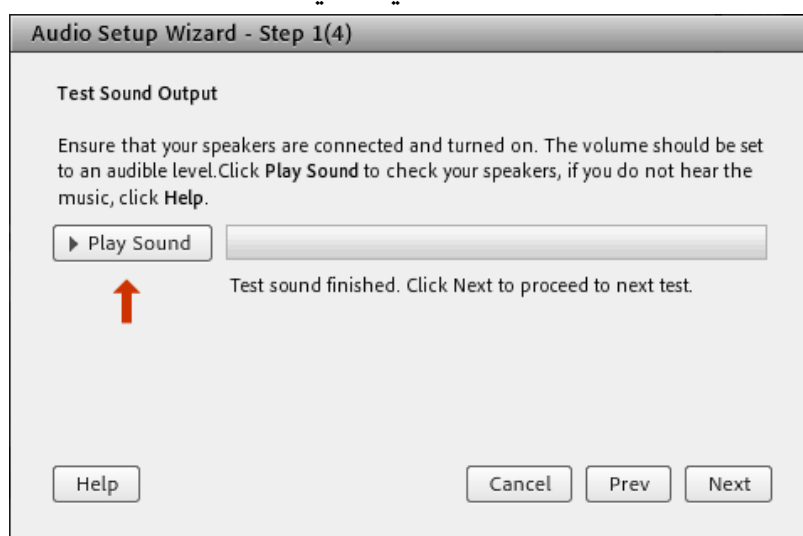 Audio Setup Wizard - Step 1(4)
Test Sound Output
Ensure that your speakers are connected and turned on. The volume should be set
to an audible level.Click Play Sound to check your speakers, if you do not hear the
music, click Help.
Play Sound
Test sound finished. Click Next to proceed to next test.
Help
Cancel
Prev
Next